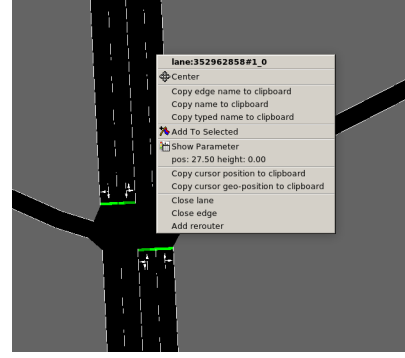 lane:352962858#1_0
Center
Copy edge name to clipboard
Copy name to clipboard
Copy typed name to clipboard
Add To Selected
Show Parameter
pos: 27.50 height: 0.00
Copy cursor position to clipboard
Copy cursor geo-position to clipboard
Close lane
Close edge
Add rerouter